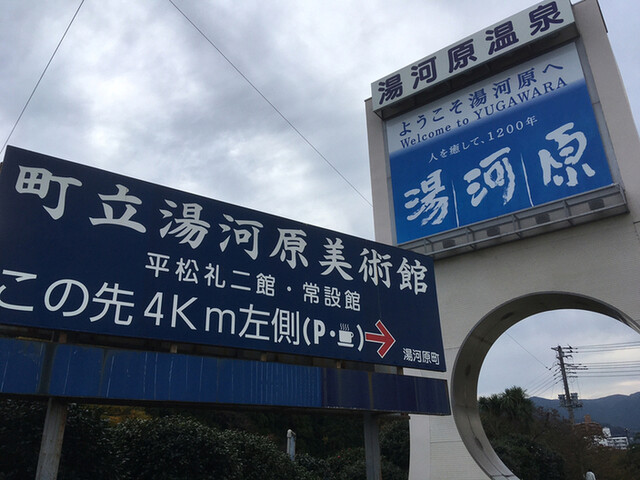 湯河原温泉
ようこそ湯河原へ
Welcome to YUGAWARA
人を癒して、1200年
湯河原
町立湯河原美術館
平松礼二館・常設館
この先4Km左側(P・☕)
湯河原町